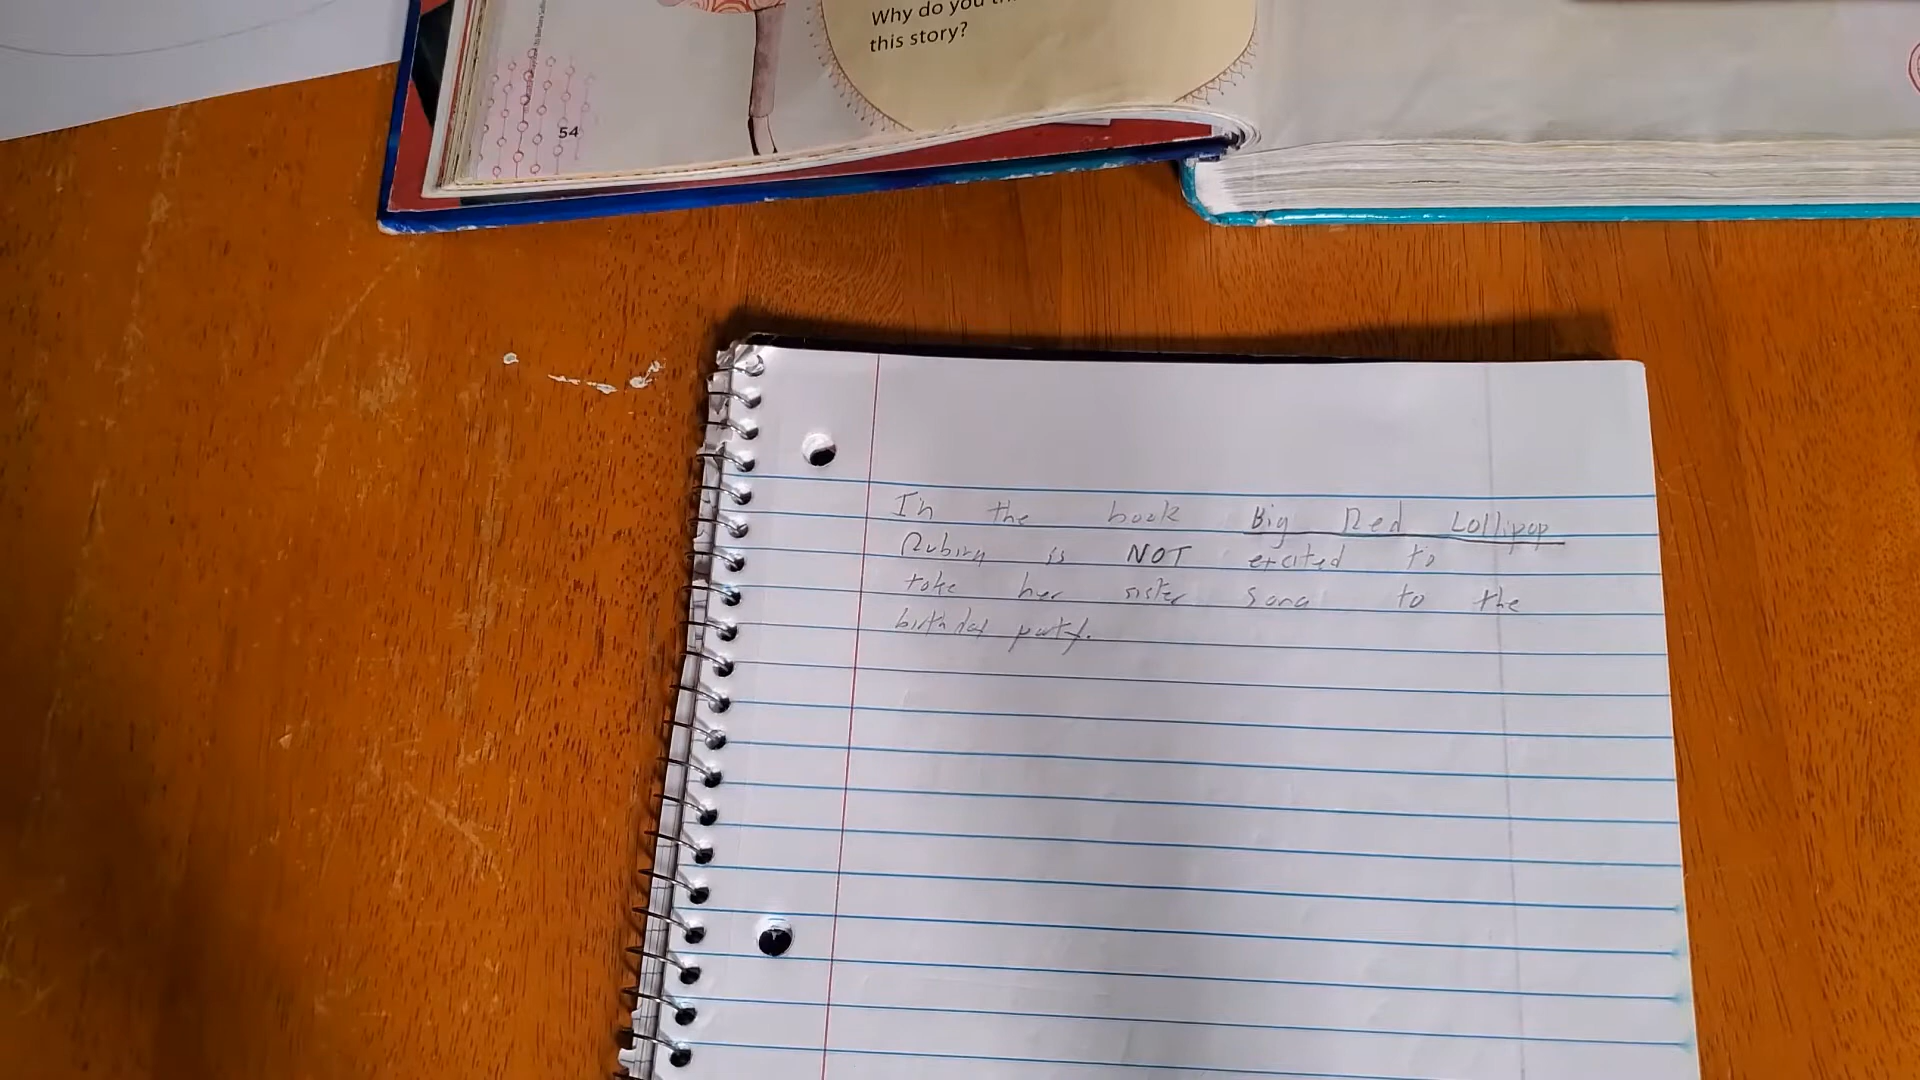 Why do you
this story?
54
In the book Big Red Lollipop
Rubina is NOT excited to
take her sister Sana to the
birthday party.